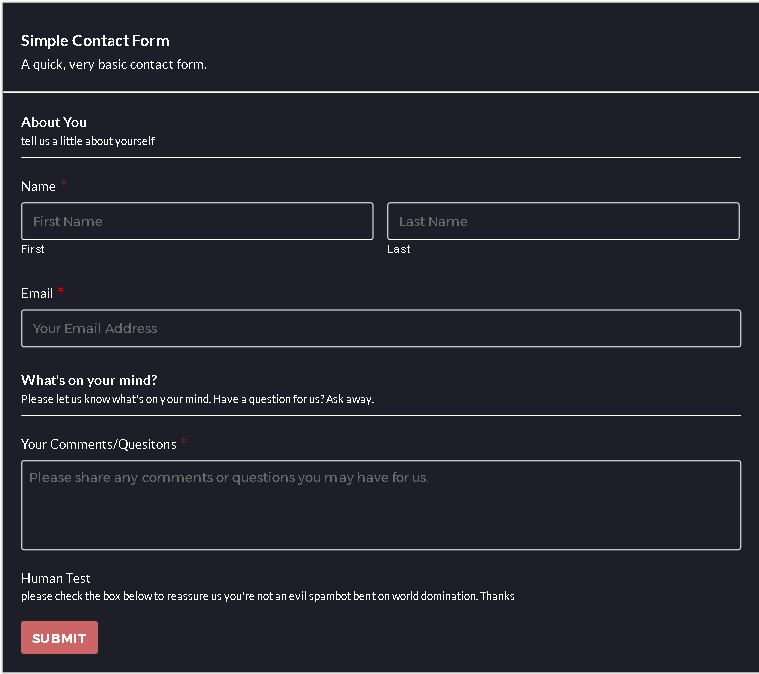 Simple Contact Form
A quick, very basic contact form.
About You
tell us a little about yourself
Name *
First Name Last Name
First Last
Email *
Your Email Address
What's on your mind?
Please let us know what's on your mind. Have a question for us? Ask away.
Your Comments/Quesitons *
Please share any comments or questions you may have for us.
Human Test
please check the box below to reassure us you're not an evil spambot bent on world domination. Thanks
SUBMIT